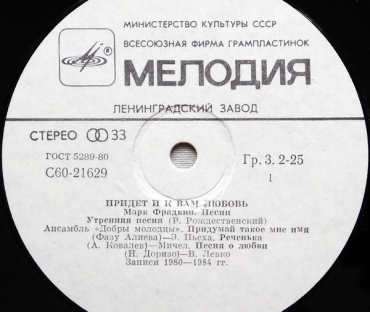 МИНИСТЕРСТВО КУЛЬТУРЫ СССР
ВСЕСОЮЗНАЯ ФИРМА ГРАМПЛАСТИНОК
МЕЛОДИЯ
ЛЕНИНГРАДСКИЙ ЗАВОД
СТЕРЕО 33
ГОСТ 5289-80
С60-21629
Гр. 3. 2-25
1
ПРИДЕТ И К ВАМ ЛЮБОВЬ
Марк Фрадкин. Песни
Утренняя песня (Р. Рождественский)
Ансамбль «Добры молодцы». Придумай такое мне имя
(Фазу Алиева)—Э. Пьеха. Реченька
(А. Ковалев)—Мичел. Песня о любви
(Н. Доризо)—В. Левко
Записи 1980—1984 гг.